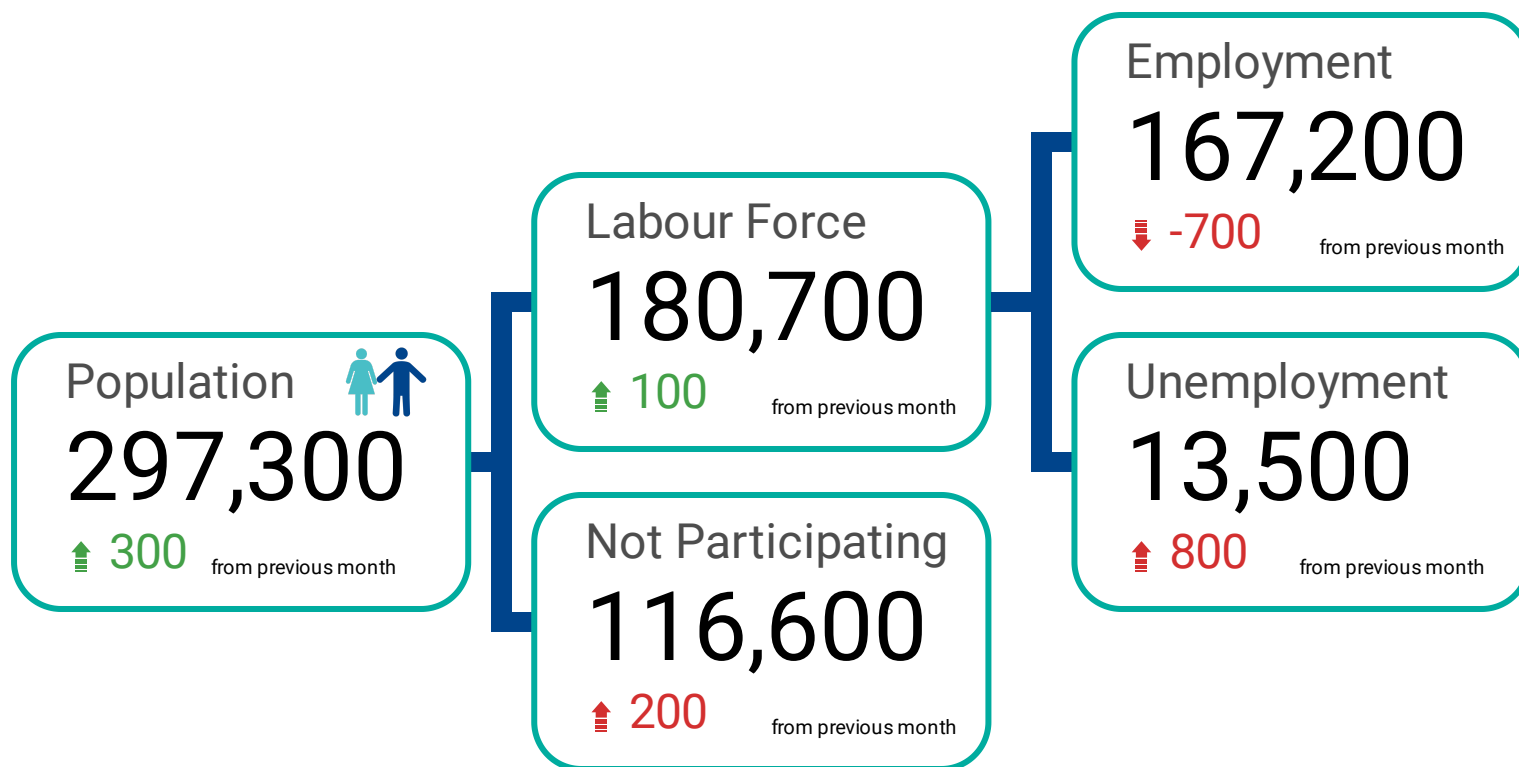 Population
297,300
300 from previous month
Labour Force
180,700
100 from previous month
Not Participating
116,600
200 from previous month
Employment
167,200
-700 from previous month
Unemployment
13,500
800 from previous month